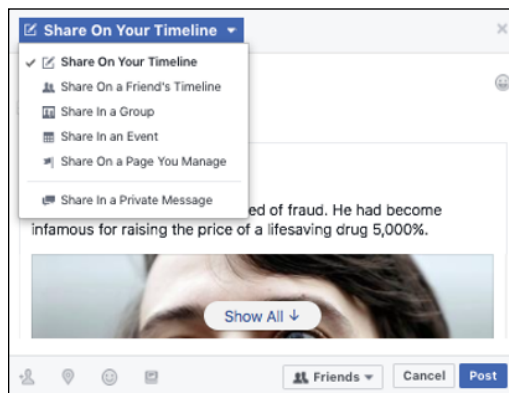 Share On Your Timeline
Share On Your Timeline
Share On a Friend's Timeline
Share In a Group
Share In an Event
Share On a Page You Manage
Share In a Private Message
ed of fraud. He had become
infamous for raising the price of a lifesaving drug 5,000%.
Show All ↓
Friends Cancel Post